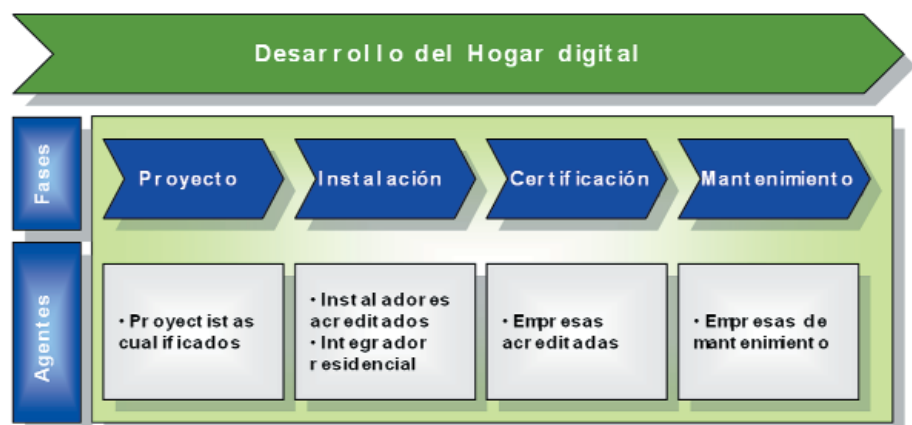 Desarrollo del Hogar digital
Fases
Proyecto
Instalación
Certificación
Mantenimiento
Agentes
• Proyectistas
cualificados
• Instaladores
acreditados
• Integrador
residencial
• Empresas
acreditadas
• Empresas de
mantenimiento